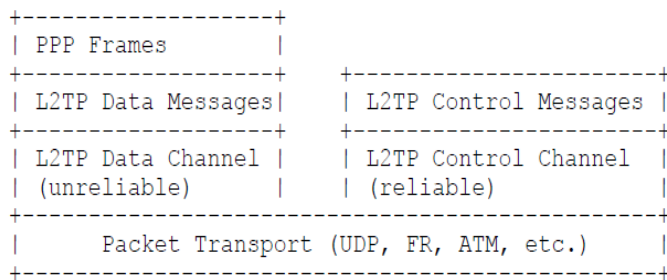 PPP Frames
L2TP Data Messages L2TP Control Messages
L2TP Data Channel L2TP Control Channel
(unreliable) (reliable)
Packet Transport (UDP, FR, ATM, etc.)